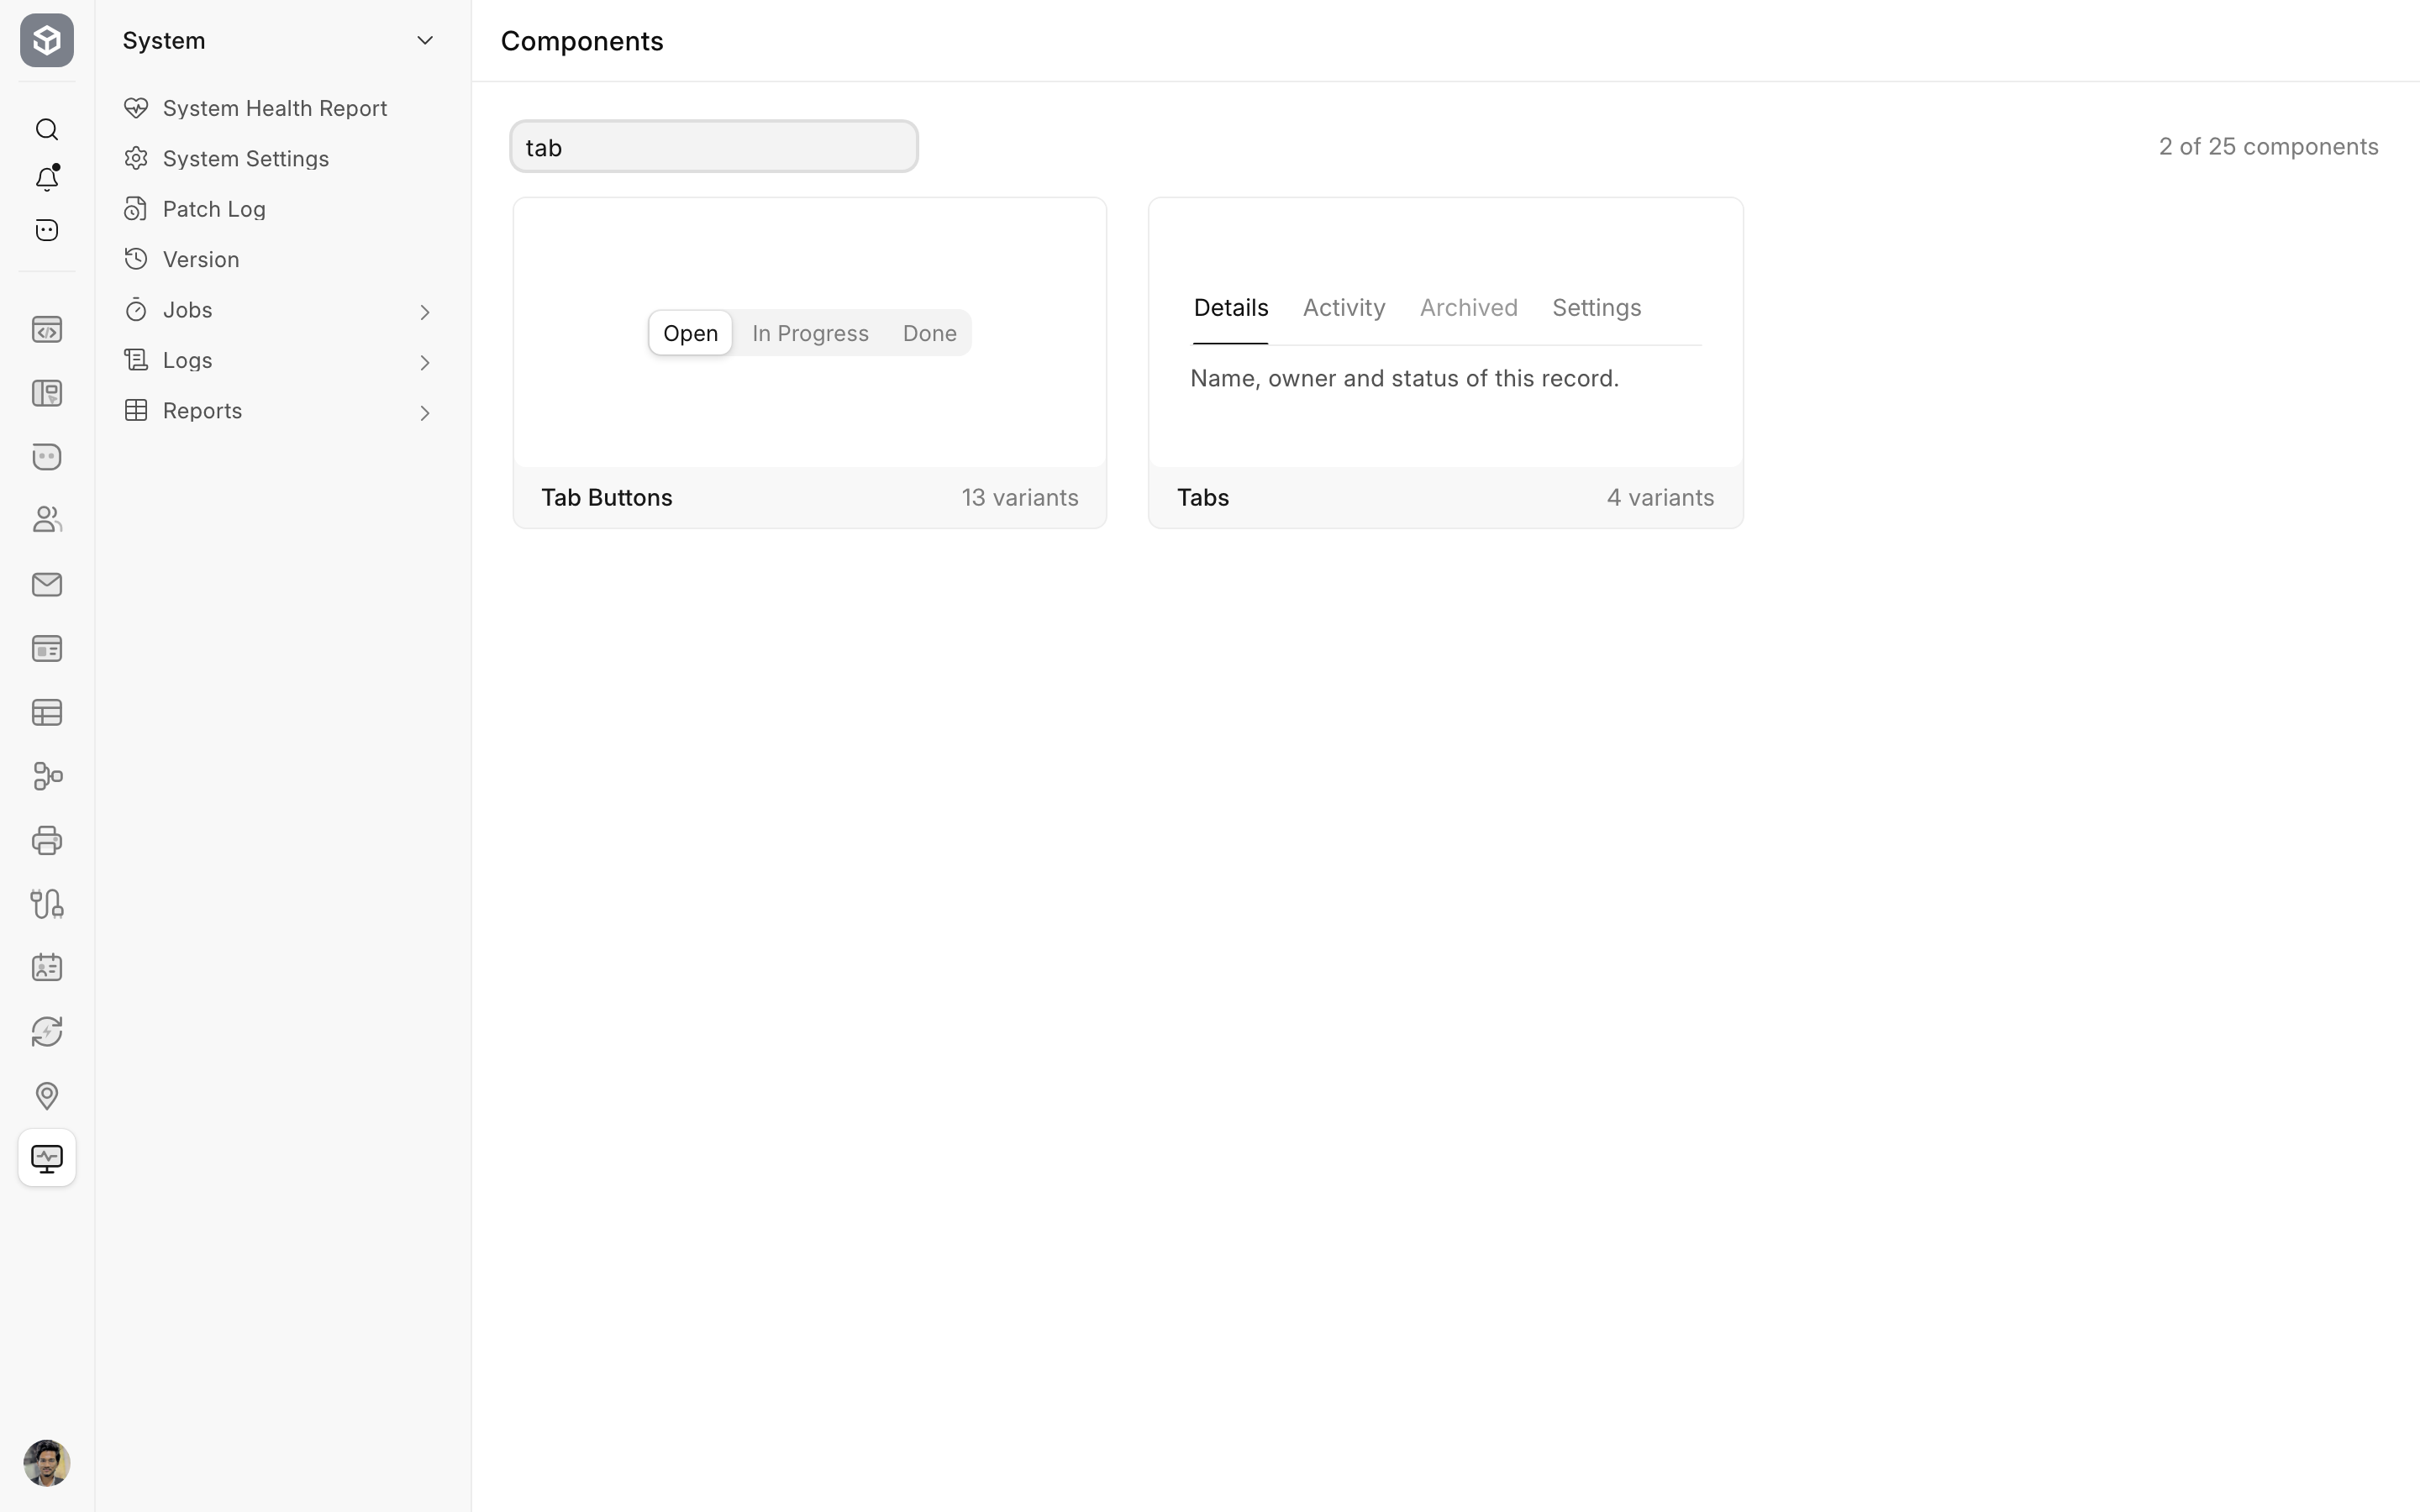 System
System Health Report
System Settings
Patch Log
Version
Jobs
Logs
Reports
Components
tab
2 of 25 components
Open In Progress Done
Tab Buttons 13 variants
Details Activity Archived Settings
Name, owner and status of this record.
Tabs 4 variants